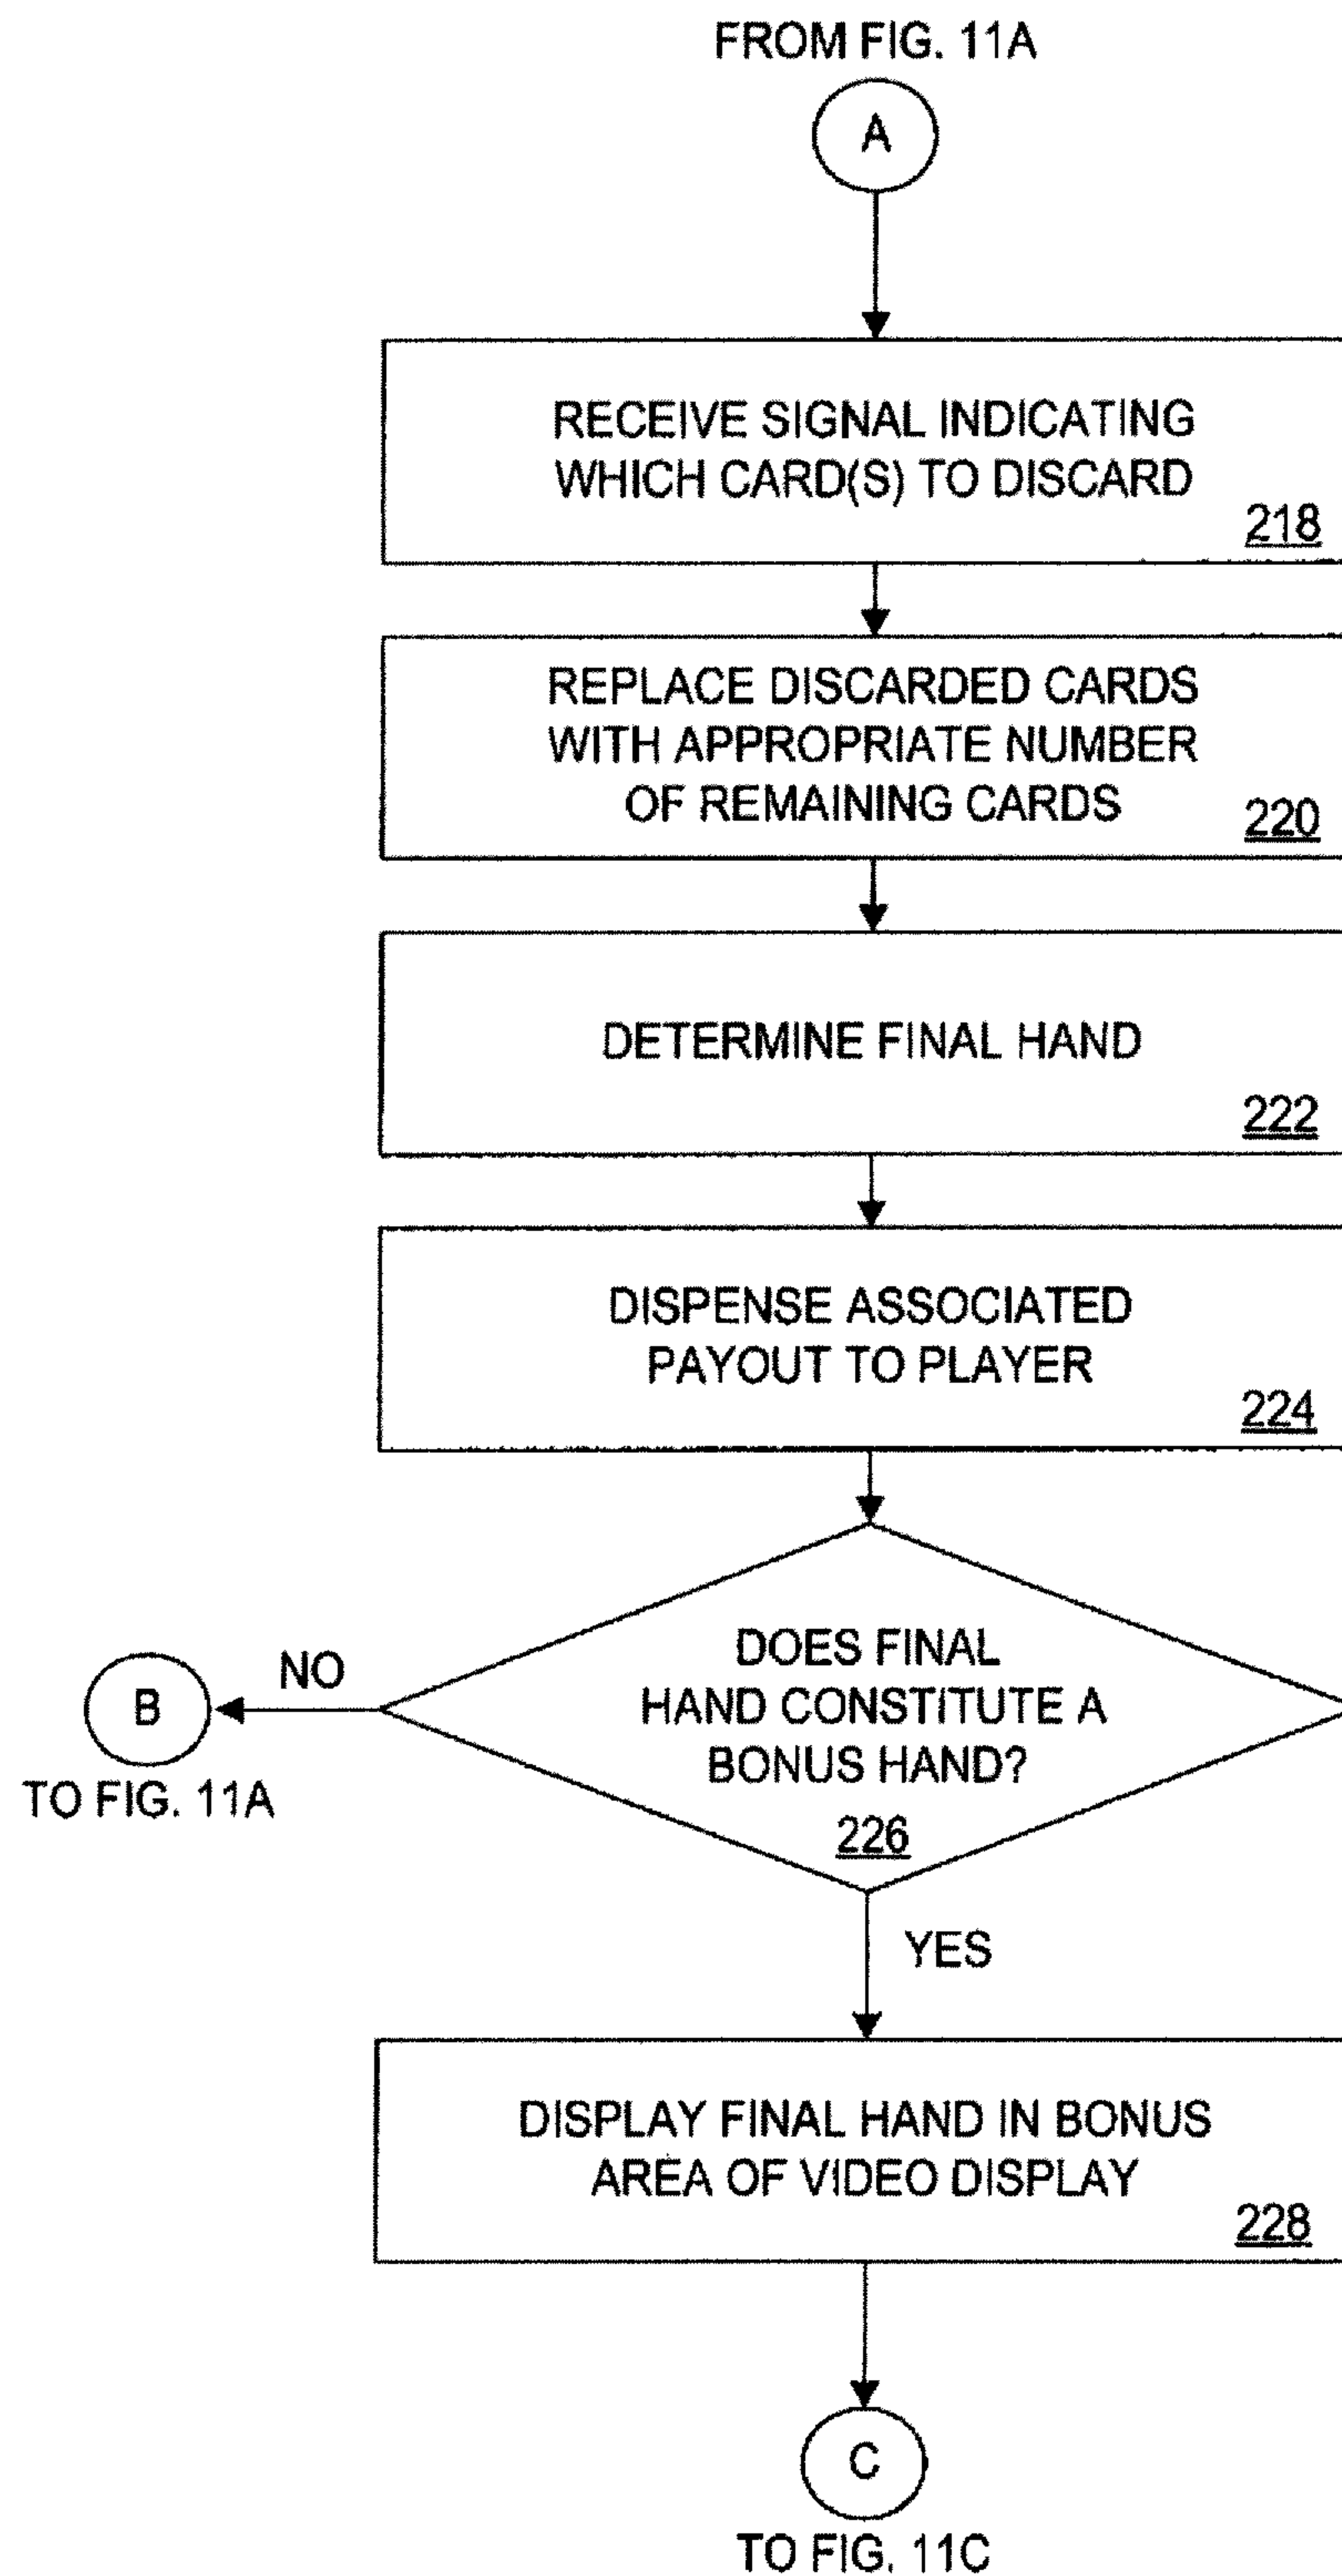 FROM FIG. 11A
A
RECEIVE SIGNAL INDICATING
WHICH CARD(S) TO DISCARD
218
REPLACE DISCARDED CARDS
WITH APPROPRIATE NUMBER
OF REMAINING CARDS
220
DETERMINE FINAL HAND
222
DISPENSE ASSOCIATED
PAYOUT TO PLAYER
224
DOES FINAL
HAND CONSTITUTE A
BONUS HAND?
226
NO
B
TO FIG. 11A
YES
DISPLAY FINAL HAND IN BONUS
AREA OF VIDEO DISPLAY
228
C
TO FIG. 11C